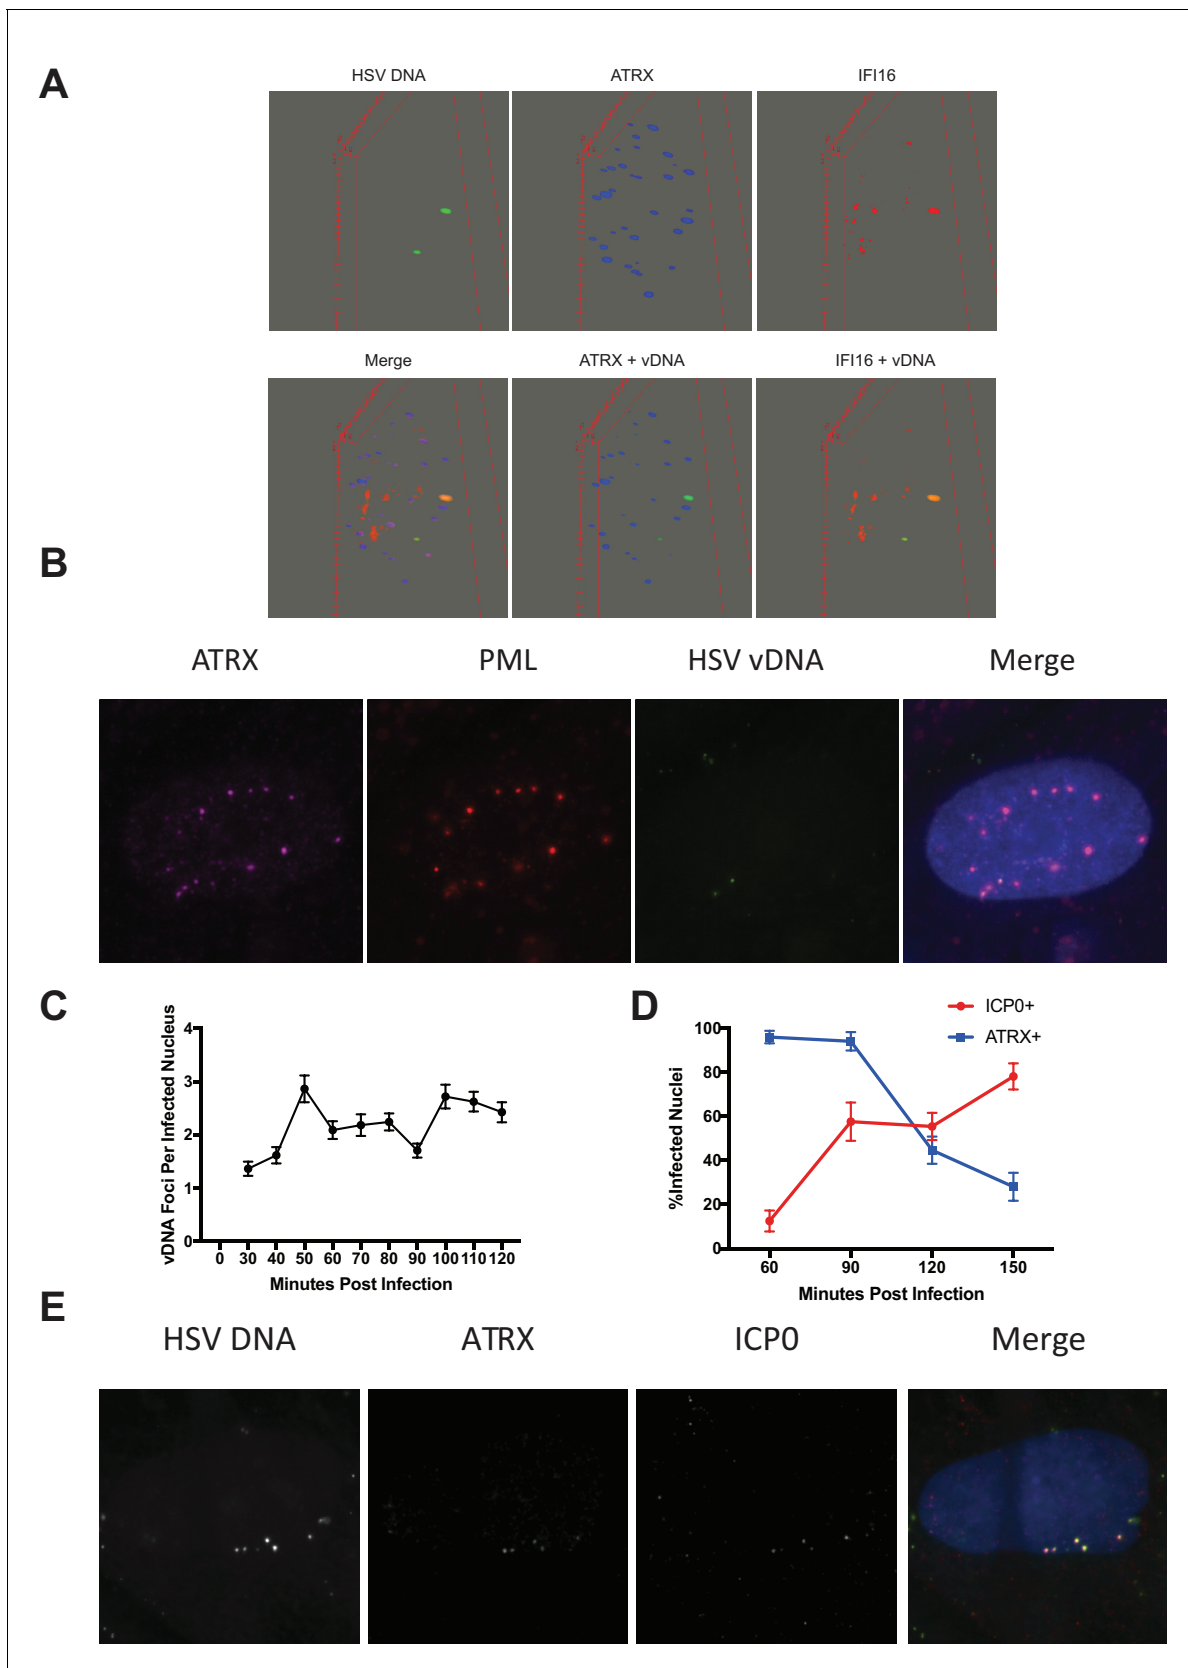 A
HSV DNA ATRX IFI16
Merge ATRX + vDNA IFI16 + vDNA
B
ATRX PML HSV vDNA Merge
C
vDNA Foci Per Infected Nucleus
4
3
2
1
0
0 30 40 50 60 70 80 90 100 110 120
Minutes Post Infection
D
ICP0+
ATRX+
%Infected Nuclei
100
80
60
40
20
0
60 90 120 150
Minutes Post Infection
E
HSV DNA ATRX ICP0 Merge